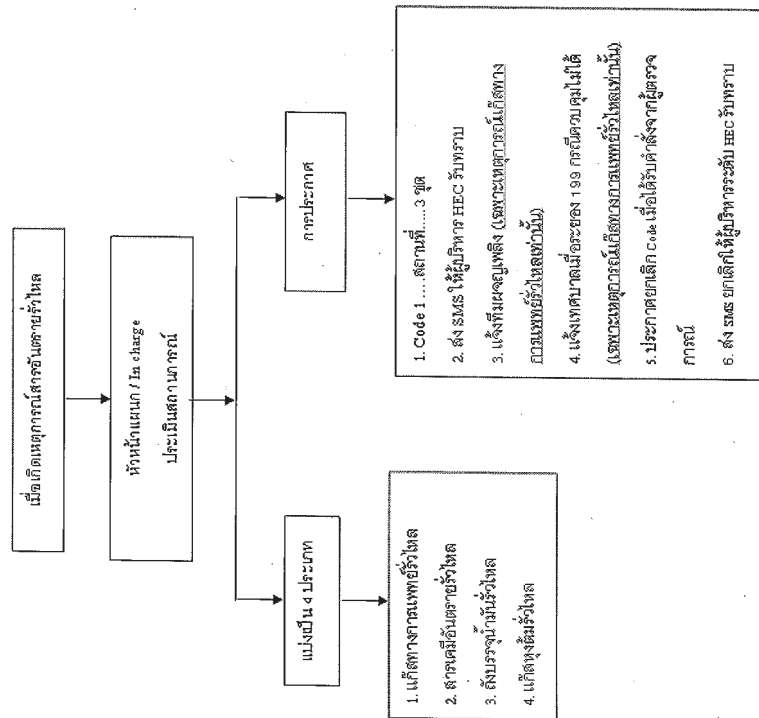 เมื่อเกิดเหตุการณ์สารอันตรายรั่วไหล
หัวหน้าแผนก / In charge
ประเมินสถานการณ์
แบ่งเป็น 4 ประเภท
1. แก๊สทางการแพทย์รั่วไหล
2. สารเคมีอันตรายรั่วไหล
3. ถังบรรจุน้ำมันรั่วไหล
4. แก๊สหุงต้มรั่วไหล
การประกาศ
1. Code 1 .....สถานที่.....3 ชุด
2. ส่ง SMS ให้ผู้บริหาร HEC รับทราบ
3. แจ้งทีมผจญเพลิง (เฉพาะเหตุการณ์แก๊สทาง
การแพทย์รั่วไหลเท่านั้น)
4. แจ้งเทศบาลเมืองระยอง 199 กรณีควบคุมไม่ได้
(เฉพาะเหตุการณ์แก๊สทางการแพทย์รั่วไหลเท่านั้น)
5. ประกาศยกเลิก Code เมื่อได้รับคำสั่งจากผู้ตรวจ
การณ์
6. ส่ง SMS ยกเลิกให้ผู้บริหารระดับ HEC รับทราบ